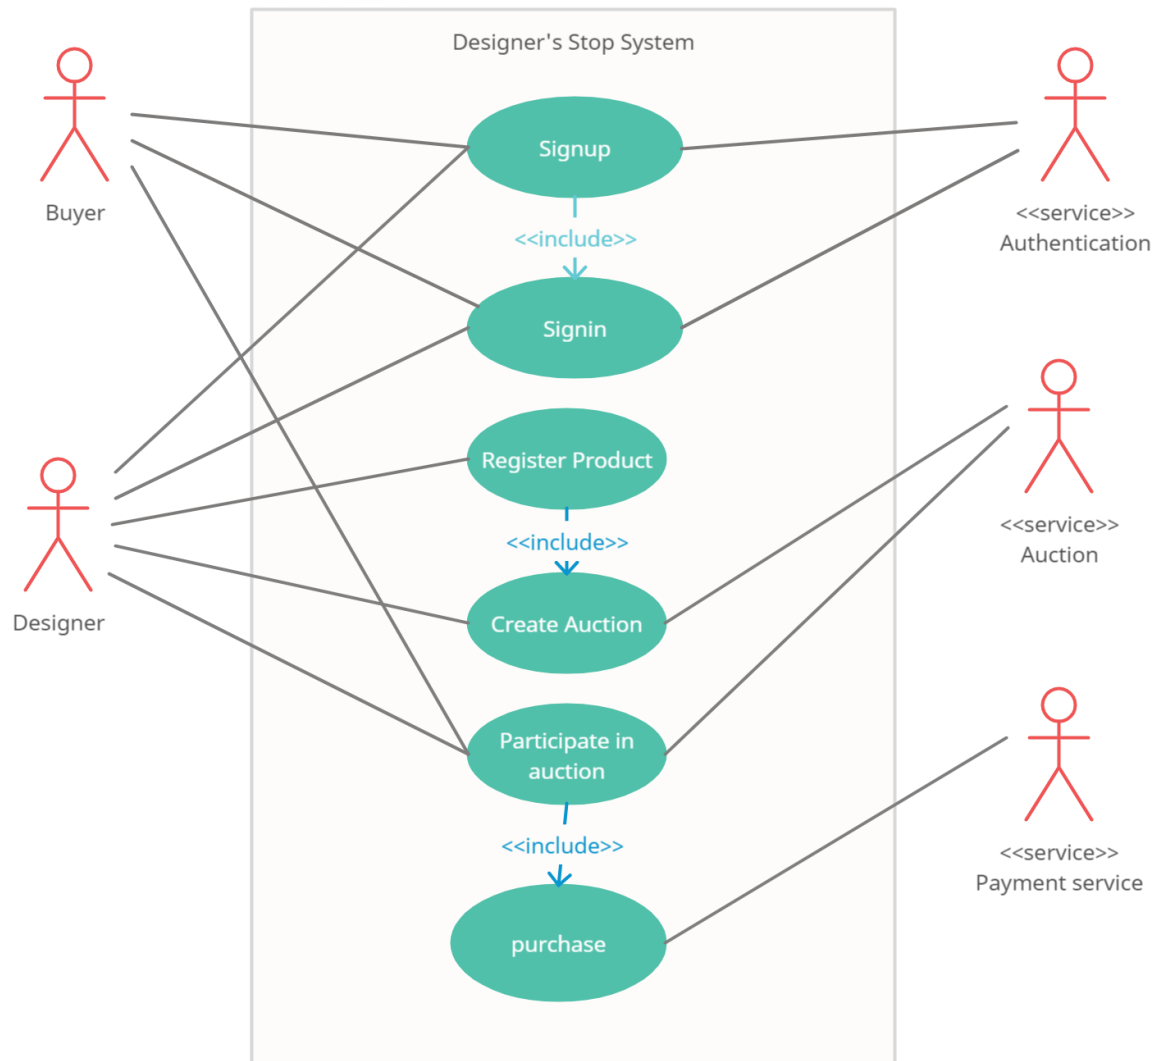 Designer's Stop System
Buyer
Signup
<<service>>
Authentication
<<include>>
Signin
Register Product
<<include>>
<<service>>
Auction
Designer
Create Auction
Participate in
auction
<<include>>
<<service>>
Payment service
purchase